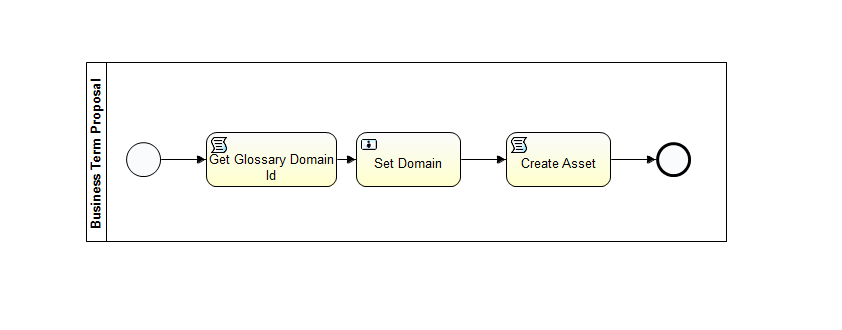 Business Term Proposal
Get Glossary Domain
Id
Set Domain
Create Asset